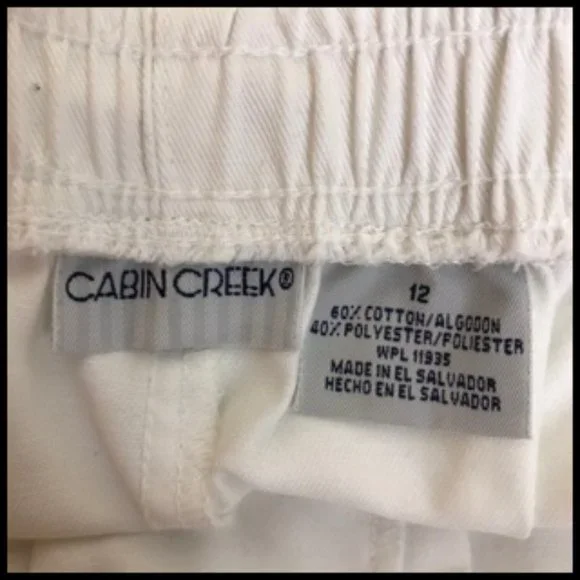 CABIN CREEK®
12
60% COTTON/ALGODON
40% POLYESTER/POLIESTER
WPL 11935
MADE IN EL SALVADOR
HECHO EN EL SALVADOR